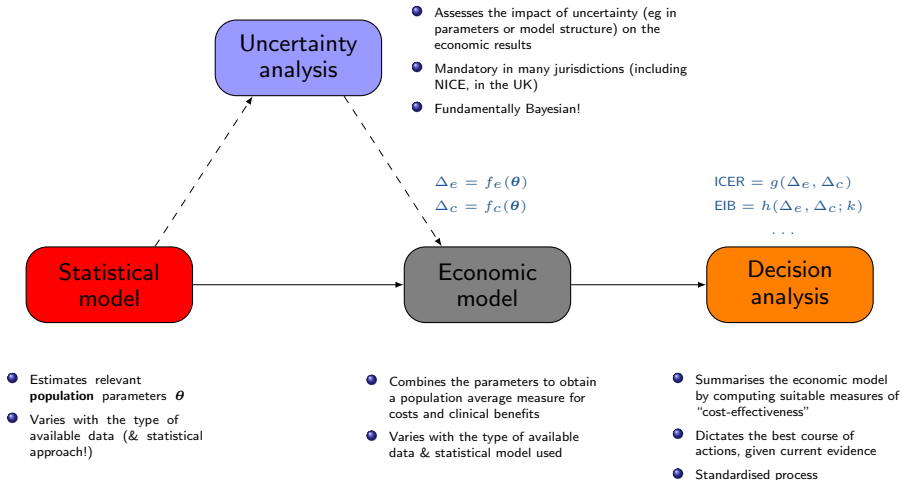 Uncertainty
analysis
Assesses the impact of uncertainty (eg in
parameters or model structure) on the
economic results
Mandatory in many jurisdictions (including
NICE, in the UK)
Fundamentally Bayesian!
Δe = fe(θ)
Δc = fc(θ)
ICER = g(Δe, Δc)
EIB = h(Δe, Δc; k)
. . .
Statistical
model
Economic
model
Decision
analysis
Estimates relevant
population parameters θ
Varies with the type of
available data (& statistical
approach!)
Combines the parameters to obtain
a population average measure for
costs and clinical benefits
Varies with the type of available
data & statistical model used
Summarises the economic model
by computing suitable measures of
“cost-effectiveness”
Dictates the best course of
actions, given current evidence
Standardised process